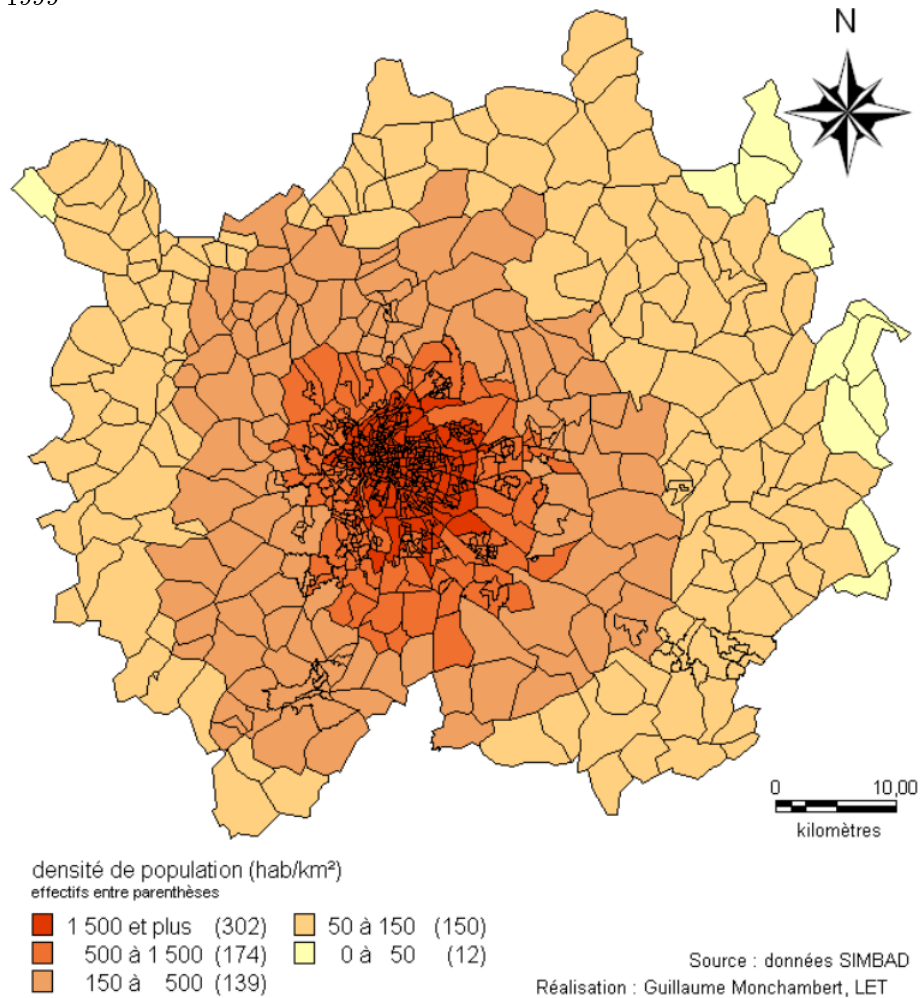 1999
N
0 10,00
kilomètres
densité de population (hab/km²)
effectifs entre parenthèses
1 500 et plus (302)
500 à 1 500 (174)
150 à 500 (139)
50 à 150 (150)
0 à 50 (12)
Source : données SIMBAD
Réalisation : Guillaume Monchambert, LET